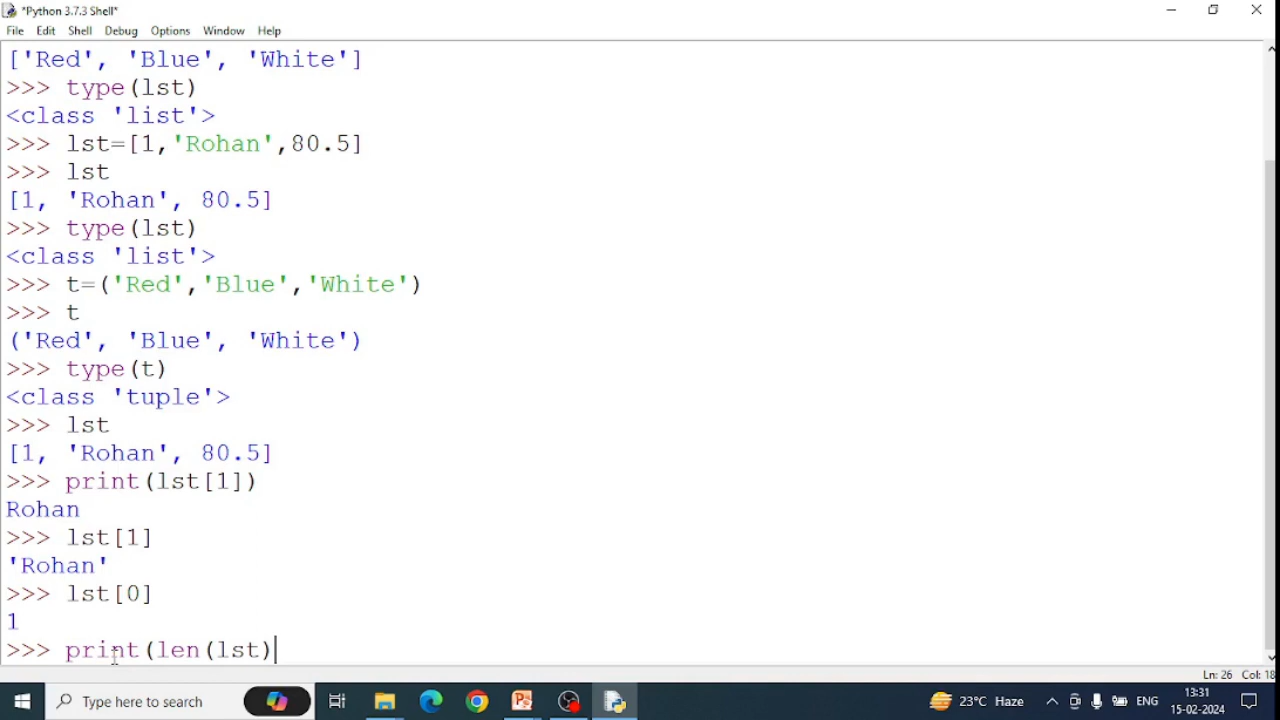 *Python 3.7.3 Shell*
File Edit Shell Debug Options Window Help
['Red', 'Blue', 'White']
>>> type(lst)
<class 'list'>
>>> lst=[1,'Rohan',80.5]
>>> lst
[1, 'Rohan', 80.5]
>>> type(lst)
<class 'list'>
>>> t=('Red','Blue','White')
>>> t
('Red', 'Blue', 'White')
>>> type(t)
<class 'tuple'>
>>> lst
[1, 'Rohan', 80.5]
>>> print(lst[1])
Rohan
>>> lst[1]
'Rohan'
>>> lst[0]
1
>>> print(len(lst)
Ln: 26 Col: 18
Type here to search
23°C Haze
ENG
13:31
15-02-2024